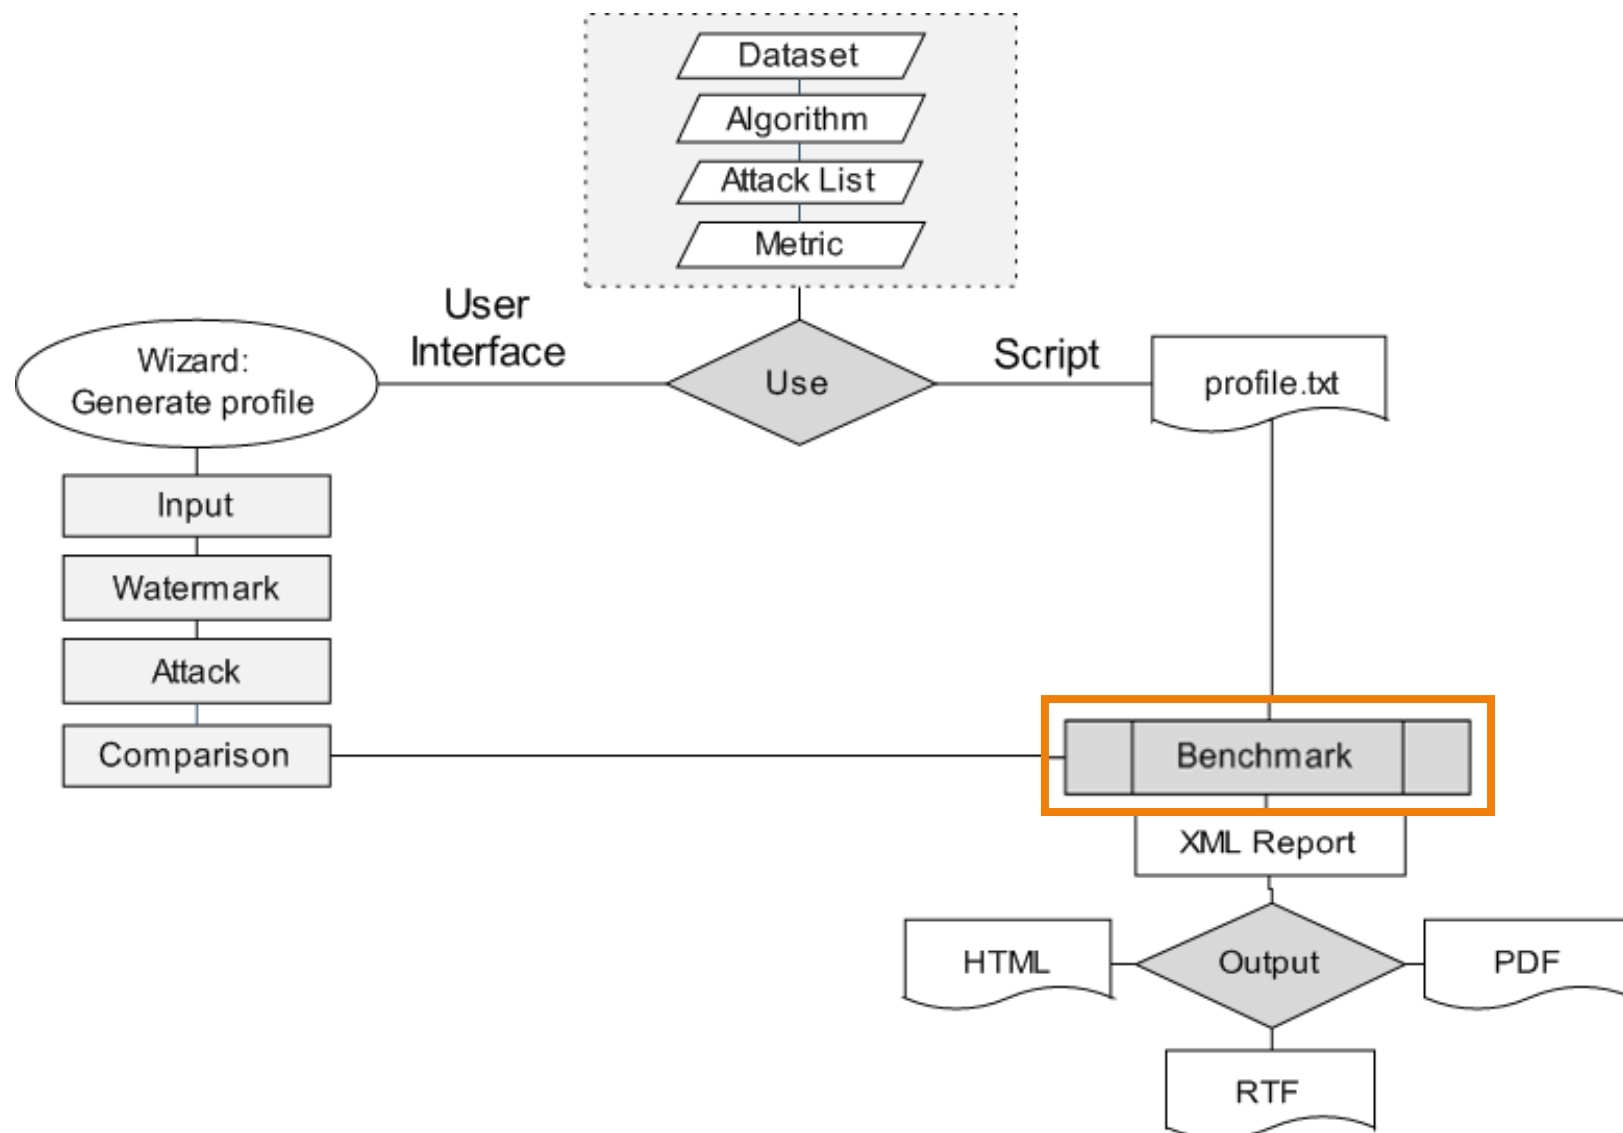 Dataset
Algorithm
Attack List
Metric
User
Interface
Script
Wizard:
Generate profile
Use
profile.txt
Input
Watermark
Attack
Comparison
Benchmark
XML Report
HTML
Output
PDF
RTF